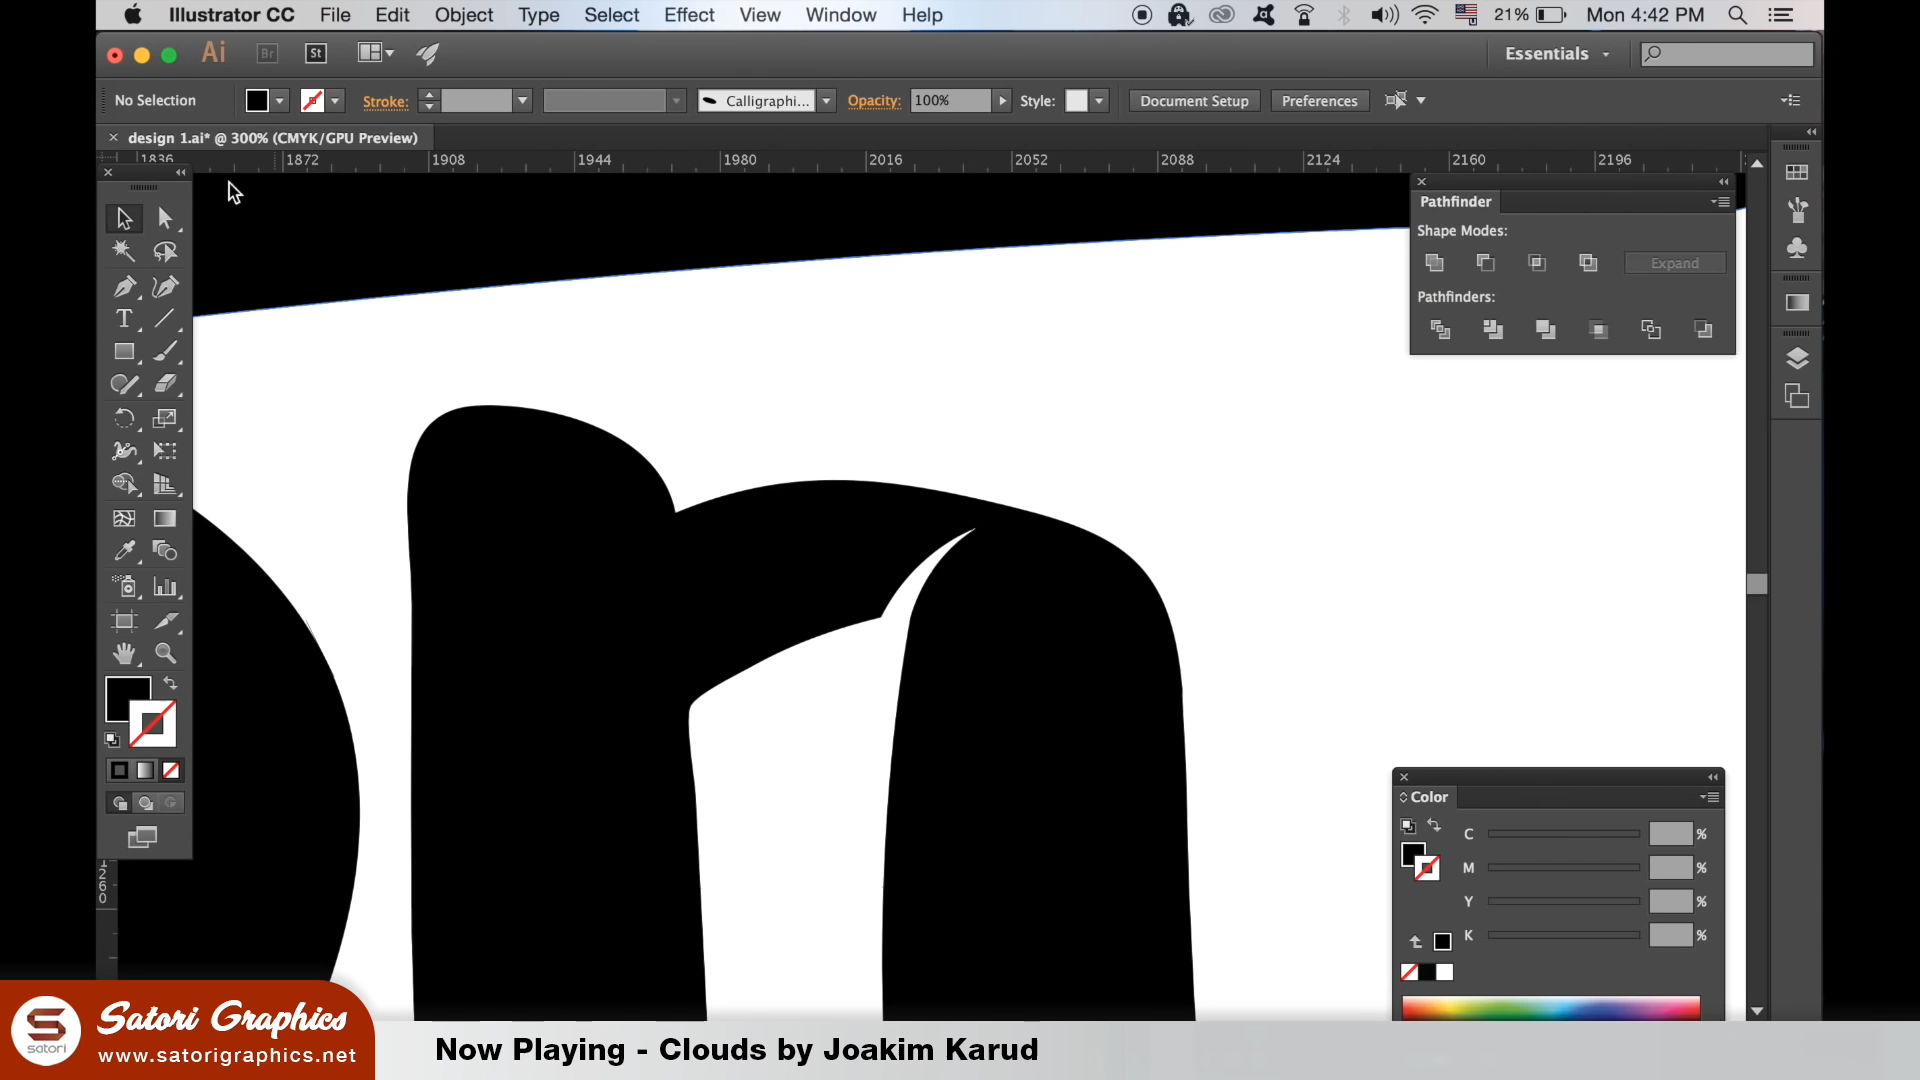 Illustrator CC File Edit Object Type Select Effect View Window Help 21% Mon 4:42 PM
Ai Br St Essentials
No Selection Stroke: Calligraphi... Opacity: 100% Style: Document Setup Preferences
design 1.ai* @ 300% (CMYK/GPU Preview)
1836 1872 1908 1944 1980 2016 2052 2088 2124 2160 2196
Pathfinder
Shape Modes:
Expand
Pathfinders:
T
Color
C %
M %
Y %
K %
1260
Satori Graphics
satori
www.satorigraphics.net
Now Playing - Clouds by Joakim Karud